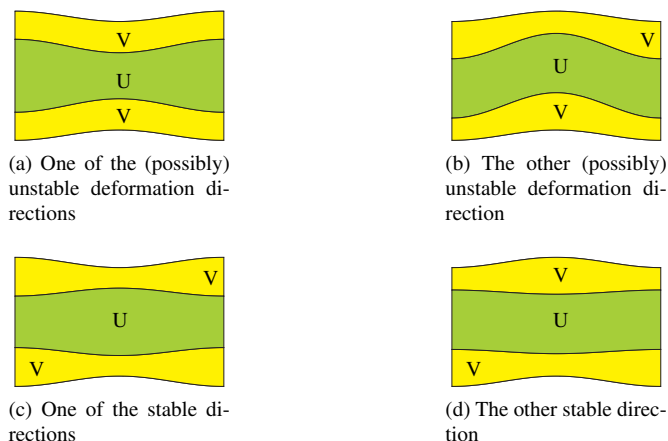 V
U
V
(a) One of the (possibly)
unstable deformation di-
rections
V
U
V
(b) The other (possibly)
unstable deformation di-
rection
V
U
V
(c) One of the stable di-
rections
V
U
V
(d) The other stable direc-
tion